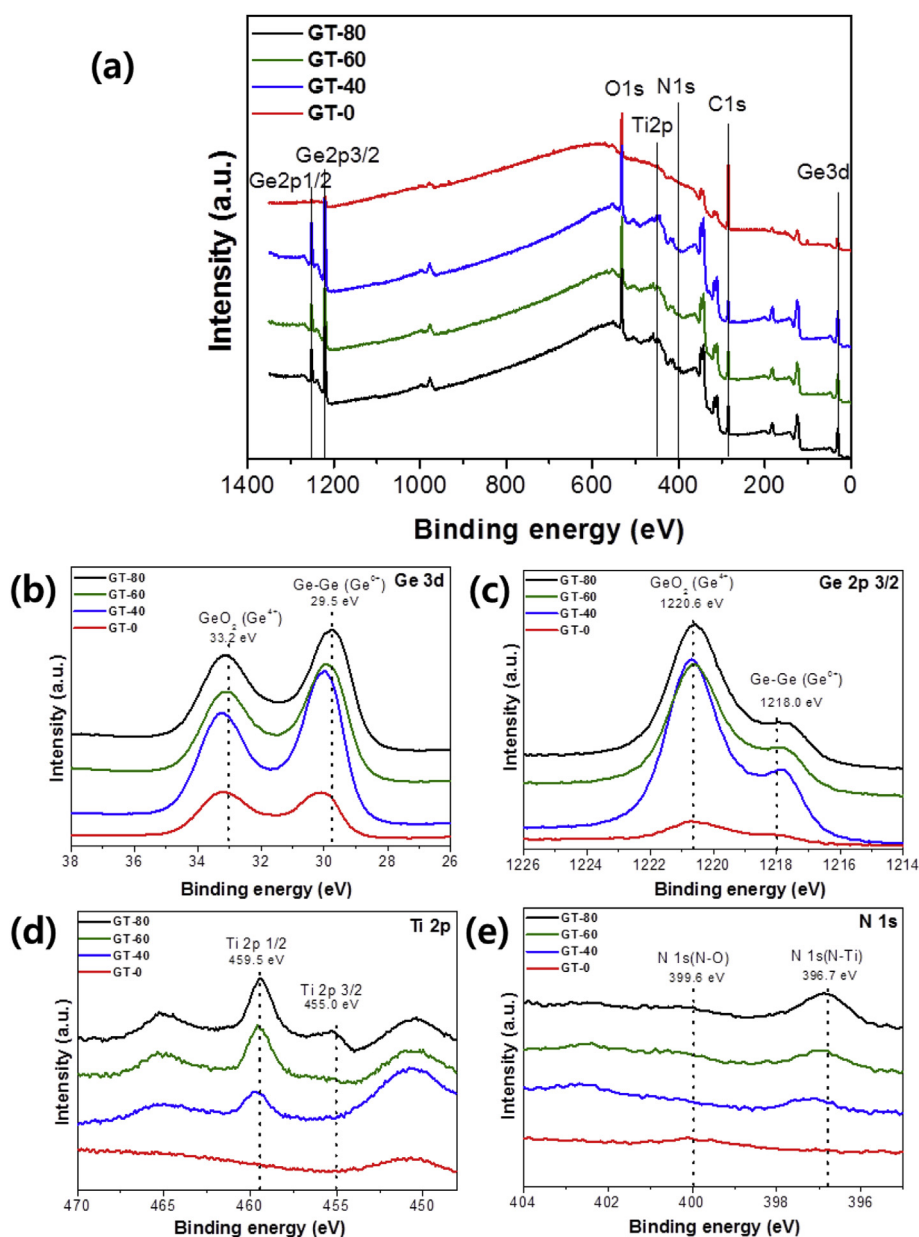 (a)
GT-80
GT-60
GT-40
GT-0
Ge2p1/2
Ge2p3/2
O1s
Ti2p
N1s
C1s
Ge3d
Intensity (a.u.)
1400 1200 1000 800 600 400 200 0
Binding energy (eV)
(b)
GT-80
GT-60
GT-40
GT-0
Ge 3d
GeO₂ (Ge⁴⁺)
33.2 eV
Ge-Ge (Ge⁰⁺)
29.5 eV
Intensity (a.u.)
38 36 34 32 30 28 26
Binding energy (eV)
(c)
GT-80
GT-60
GT-40
GT-0
Ge 2p 3/2
GeO₂ (Ge⁴⁺)
1220.6 eV
Ge-Ge (Ge⁰⁺)
1218.0 eV
Intensity (a.u.)
1226 1224 1222 1220 1218 1216 1214
Binding energy (eV)
(d)
GT-80
GT-60
GT-40
GT-0
Ti 2p
Ti 2p 1/2
459.5 eV
Ti 2p 3/2
455.0 eV
Intensity (a.u.)
470 465 460 455 450
Binding energy (eV)
(e)
GT-80
GT-60
GT-40
GT-0
N 1s
N 1s(N-O)
399.6 eV
N 1s(N-Ti)
396.7 eV
Intensity (a.u.)
404 402 400 398 396
Binding energy (eV)